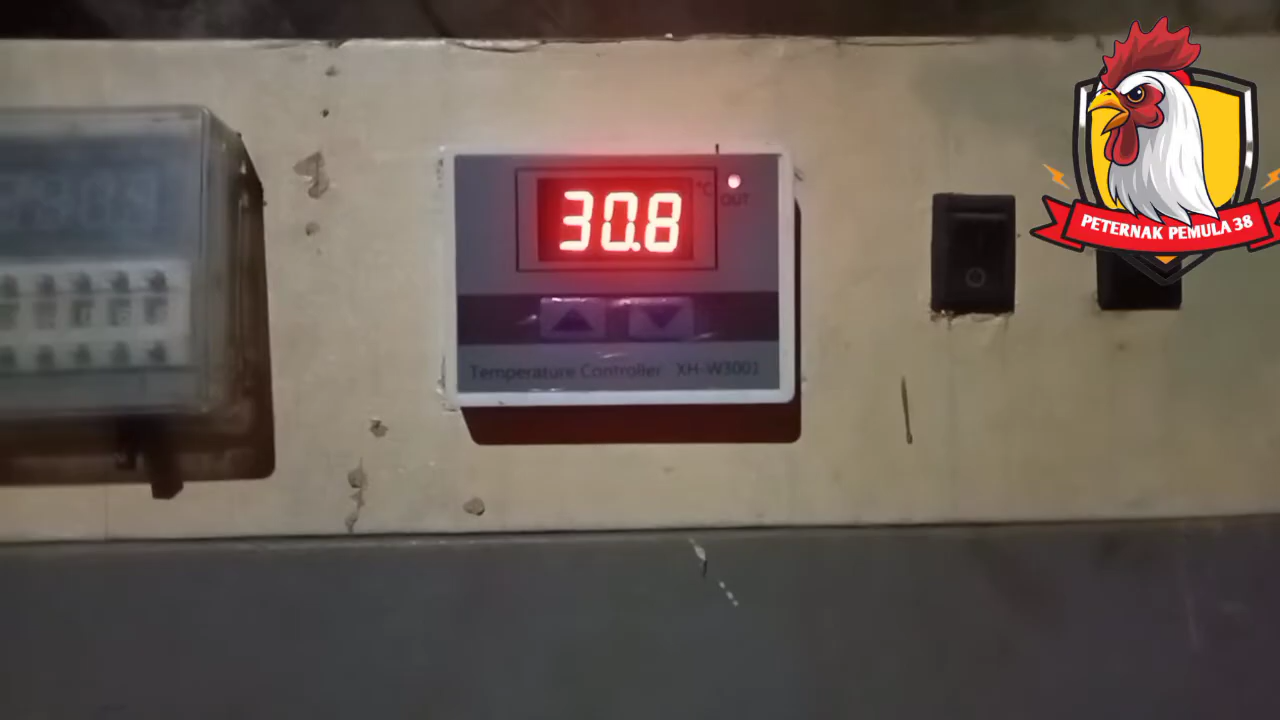 30.8
°C
OUT
Temperature Controller XH-W3001
PETERNAK PEMULA 38